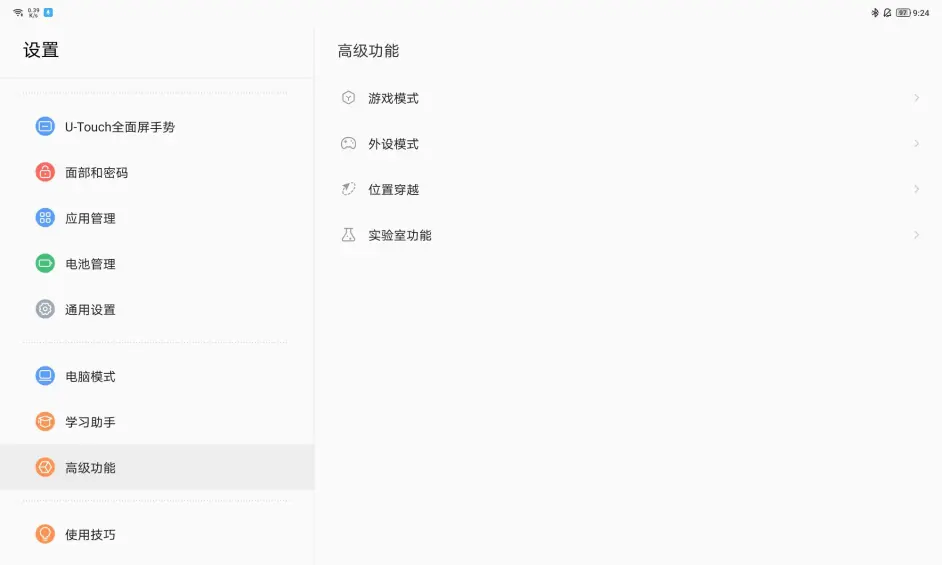 0.39
K/s
97
9:24
设置
U-Touch全面屏手势
面部和密码
应用管理
电池管理
通用设置
电脑模式
学习助手
高级功能
使用技巧
高级功能
游戏模式
外设模式
位置穿越
实验室功能